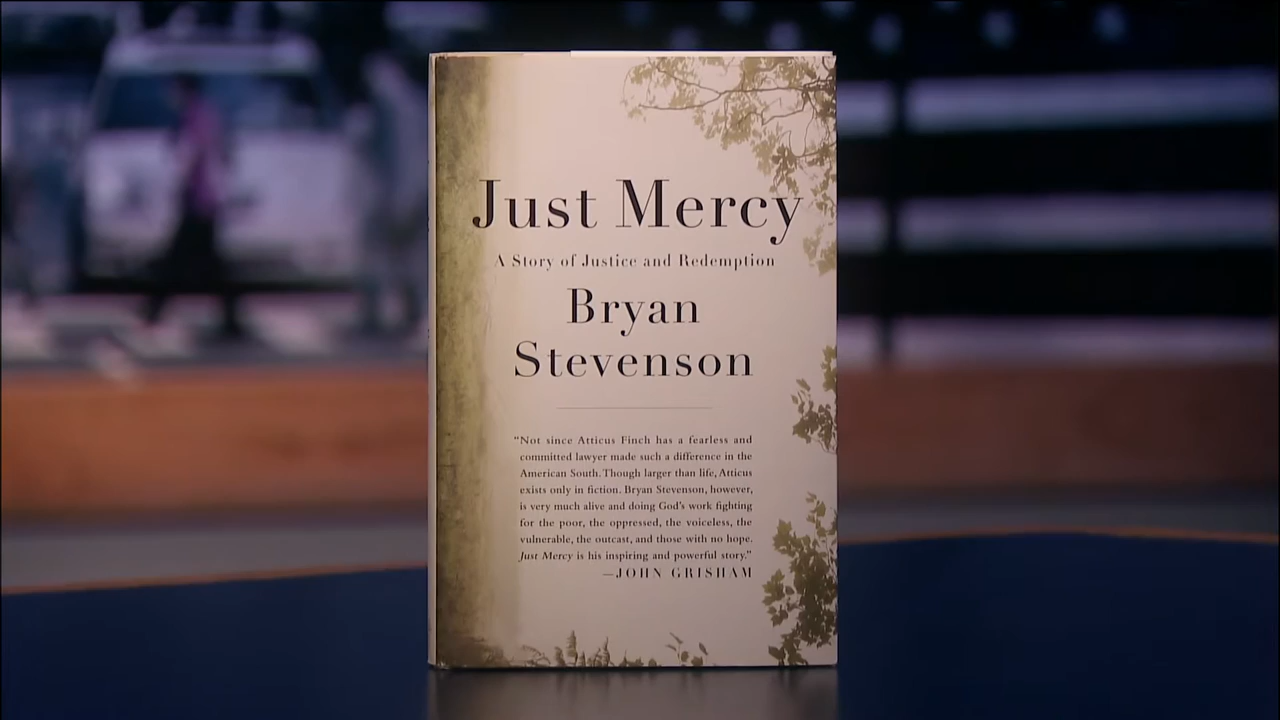 Just Mercy
A Story of Justice and Redemption
Bryan
Stevenson
“Not since Atticus Finch has a fearless and
committed lawyer made such a difference in the
American South. Though larger than life, Atticus
exists only in fiction. Bryan Stevenson, however,
is very much alive and doing God’s work fighting
for the poor, the oppressed, the voiceless, the
vulnerable, the outcast, and those with no hope.
Just Mercy is his inspiring and powerful story.”
—JOHN GRISHAM